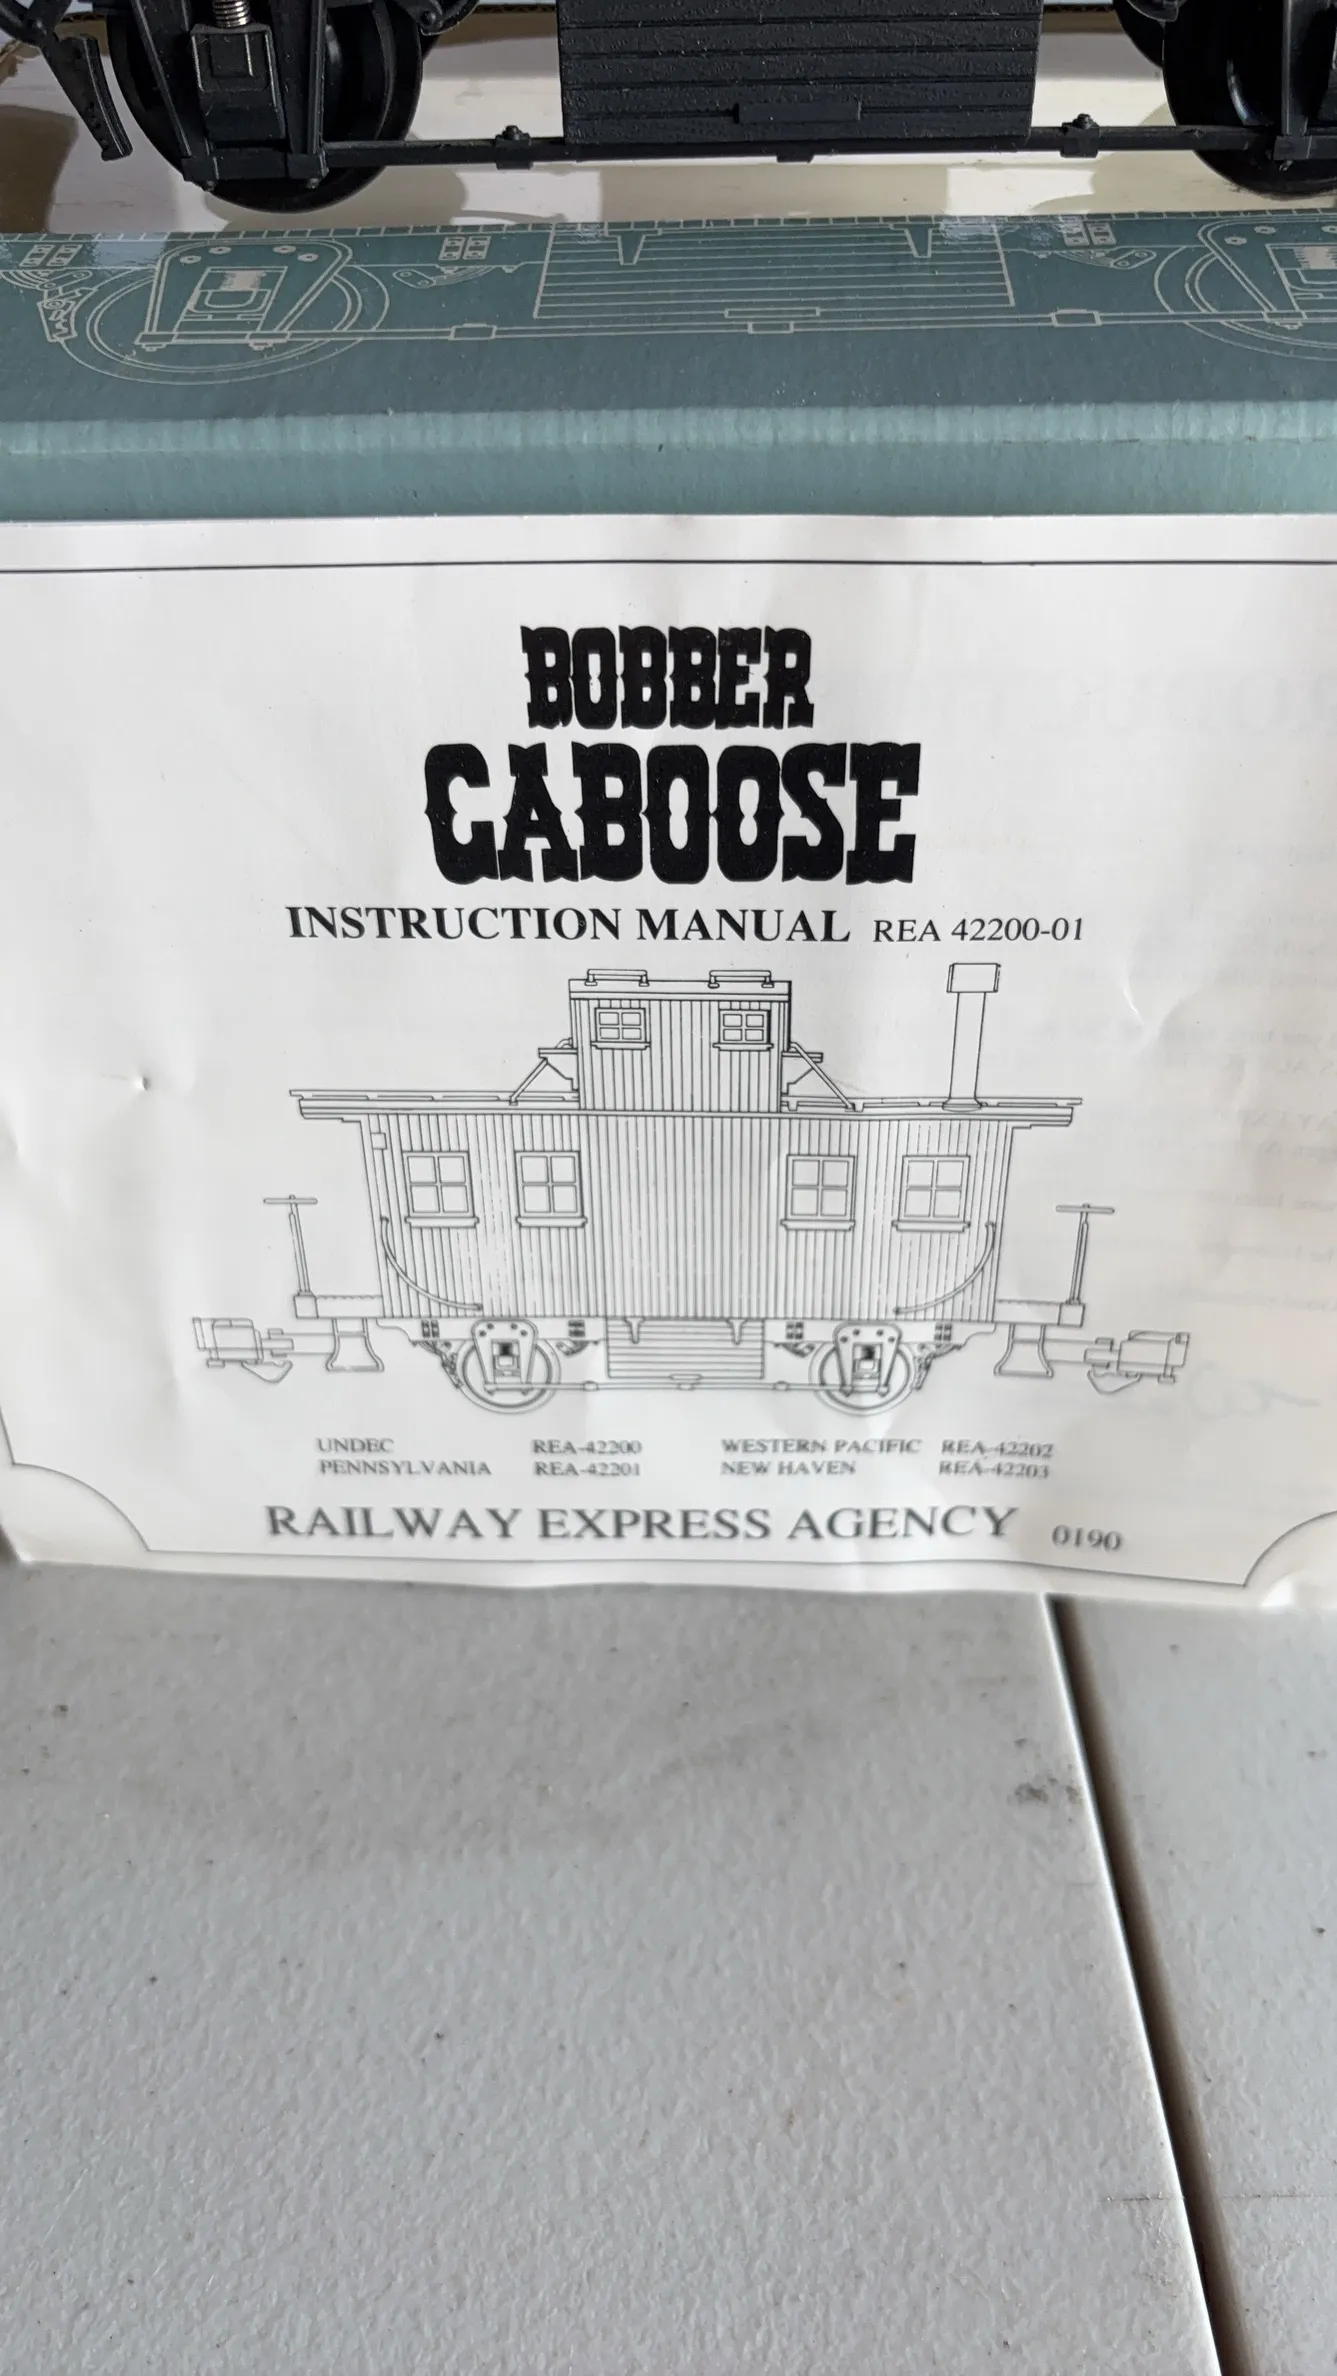 BOBBER
CABOOSE
INSTRUCTION MANUAL REA 42200-01
UNDEC REA-42200 WESTERN PACIFIC REA-42202
PENNSYLVANIA REA-42201 NEW HAVEN REA-42203
RAILWAY EXPRESS AGENCY 0190